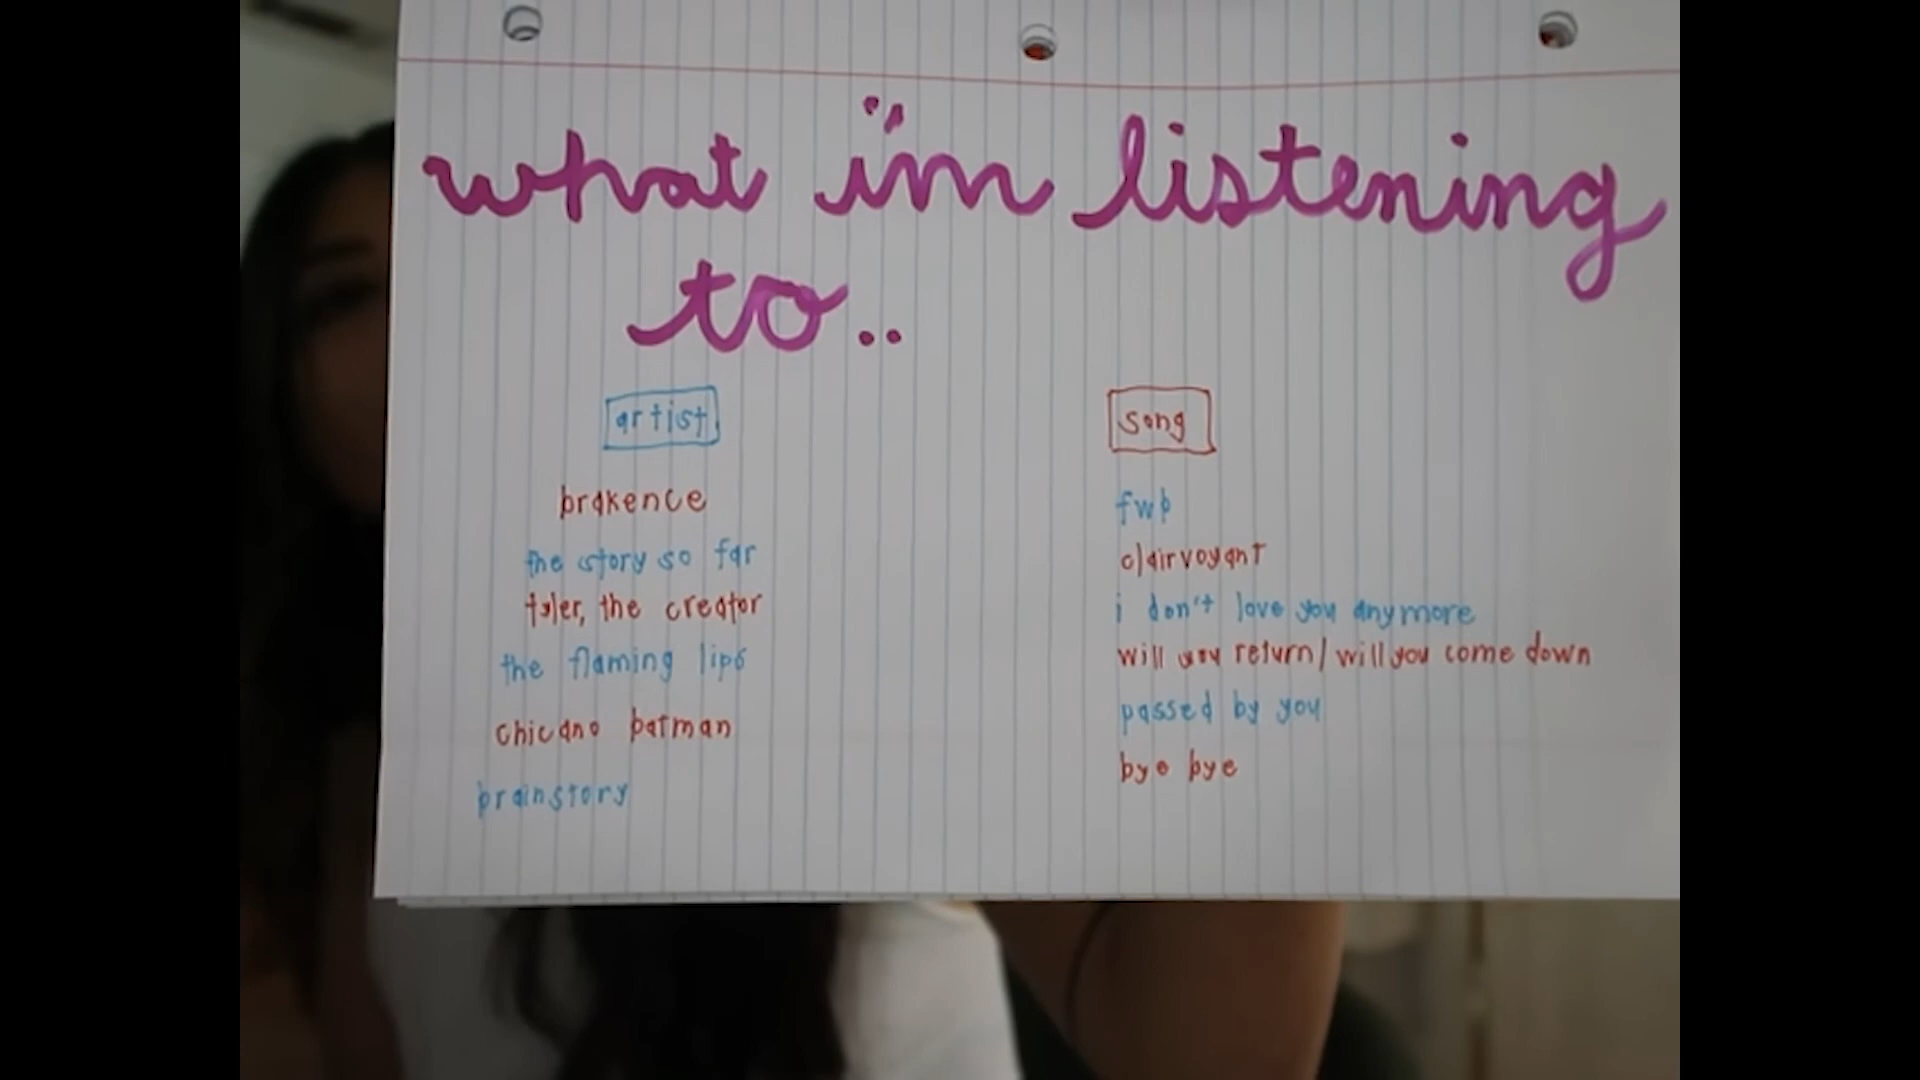 what i'm listening
to..
artist
song
brakence
fwb
the story so far
clairvoyant
tyler, the creator
i don't love you anymore
the flaming lips
will you return/will you come down
chicano batman
passed by you
brainstory
bye bye